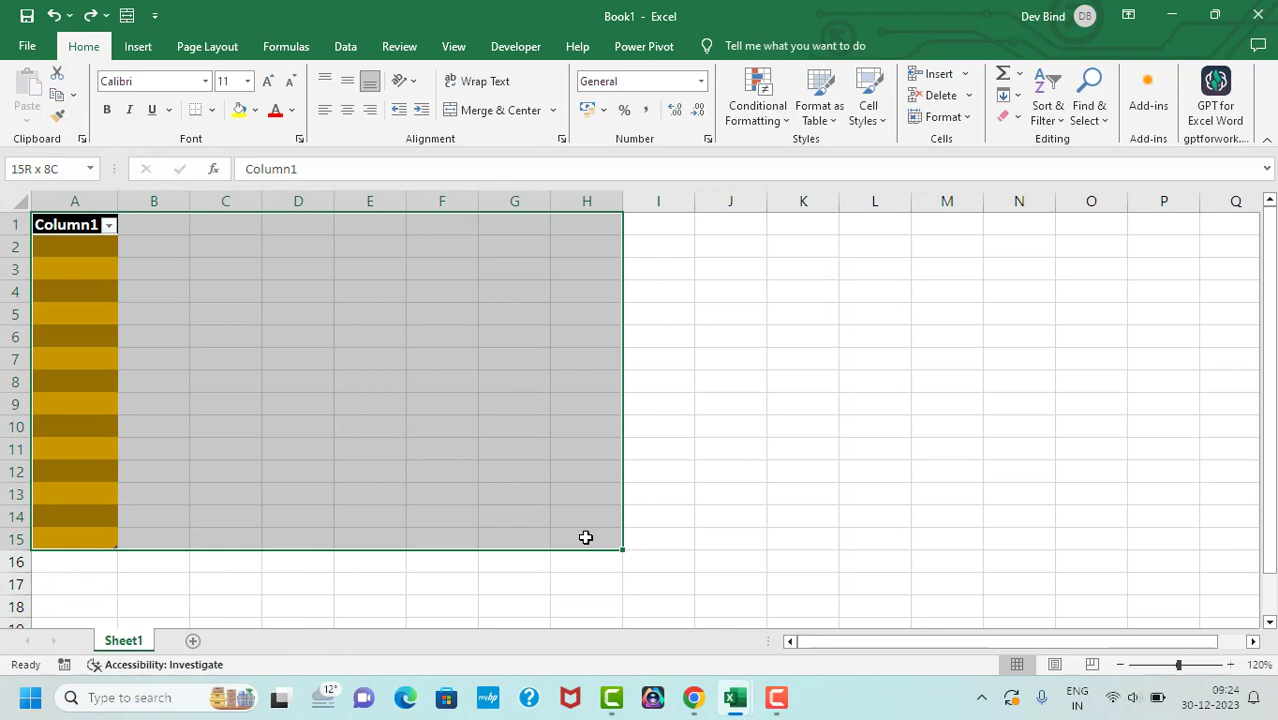 Book1 - Excel
Dev Bind DB
File Home Insert Page Layout Formulas Data Review View Developer Help Power Pivot Tell me what you want to do
Paste
Calibri 11
B I U A
Wrap Text
Merge & Center
General
% ,
Conditional Formatting
Format as Table
Cell Styles
Insert
Delete
Format
Sort & Filter
Find & Select
Add-ins
GPT for Excel Word
Clipboard Font Alignment Number Styles Cells Editing Add-ins gptforwork...
15R x 8C fx Column1
A B C D E F G H I J K L M N O P Q
1 Column1
2
3
4
5
6
7
8
9
10
11
12
13
14
15
16
17
18
19
Sheet1
Ready Accessibility: Investigate 120%
Type to search 12° myhp ENG IN 09:24 30-11-2023